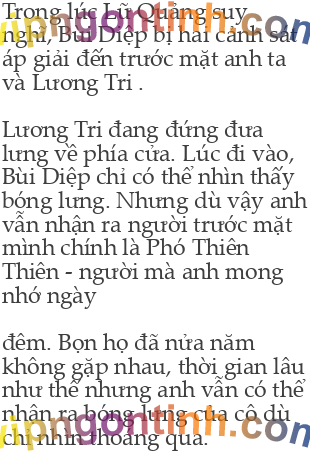 Trong lúc Lữ Quảng suy
nghĩ, Bùi Diệp bị hai cảnh sát
áp giải đến trước mặt anh ta
và Lương Tri .
Lương Tri đang đứng đưa
lưng về phía cửa. Lúc đi vào,
Bùi Diệp chỉ có thể nhìn thấy
bóng lưng. Nhưng dù vậy anh
vẫn nhận ra người trước mặt
mình chính là Phó Thiên
Thiên - người mà anh mong
nhớ ngày
đêm. Bọn họ đã nửa năm
không gặp nhau, thời gian lâu
như thế nhưng anh vẫn có thể
nhận ra bóng lưng của cô dù
chỉ nhìn thoáng qua.
vipngontinh.com
vipngontinh.com